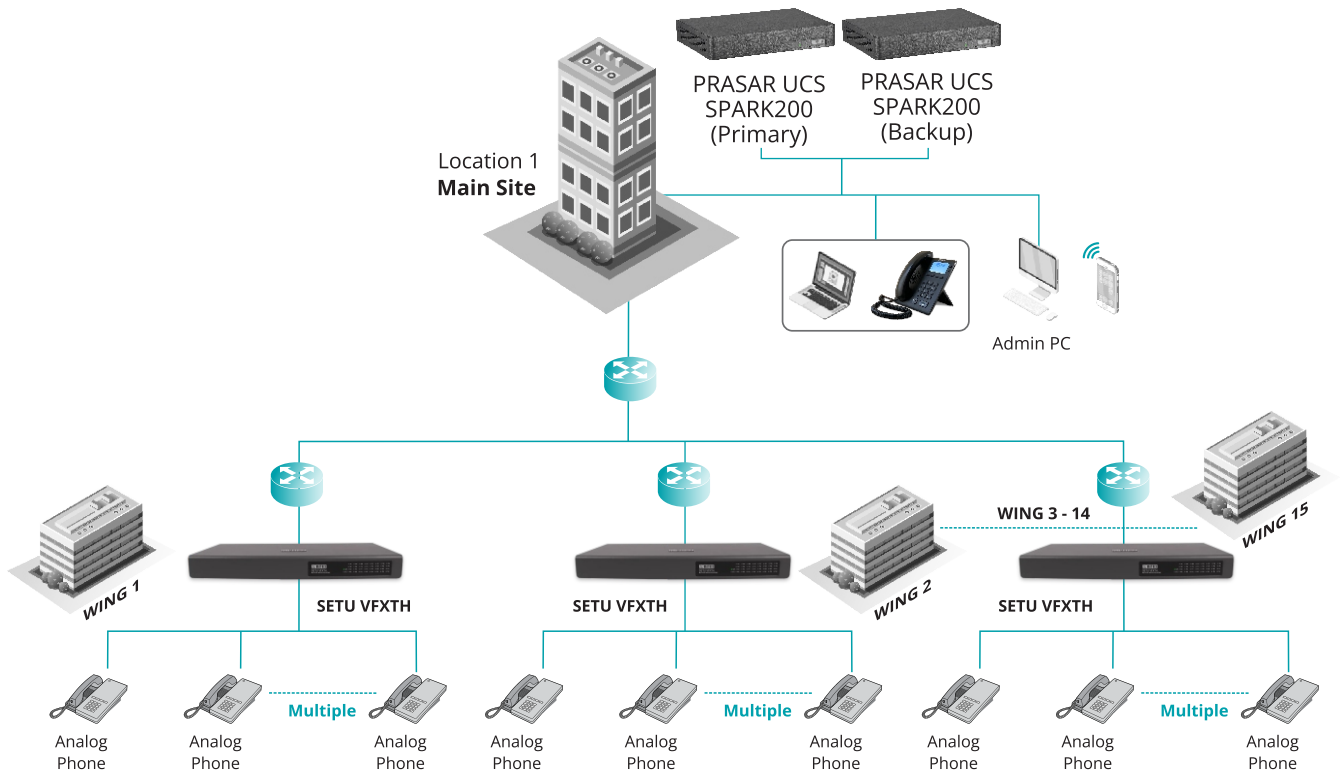 PRASAR UCS
SPARK200
(Primary)
PRASAR UCS
SPARK200
(Backup)
Location 1
Main Site
Admin PC
WING 3 - 14
WING 15
WING 1
SETU VFXTH
SETU VFXTH
WING 2
SETU VFXTH
Multiple
Multiple
Multiple
Analog
Phone
Analog
Phone
Analog
Phone
Analog
Phone
Analog
Phone
Analog
Phone
Analog
Phone
Analog
Phone
Analog
Phone